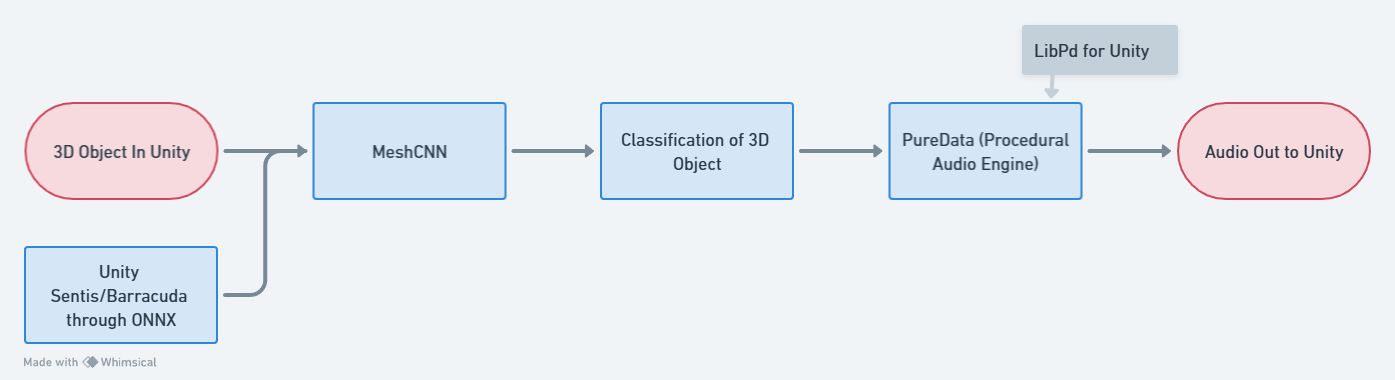 LibPd for Unity
3D Object In Unity
MeshCNN
Classification of 3D
Object
PureData (Procedural
Audio Engine)
Audio Out to Unity
Unity
Sentis/Barracuda
through ONNX
Made with Whimsical